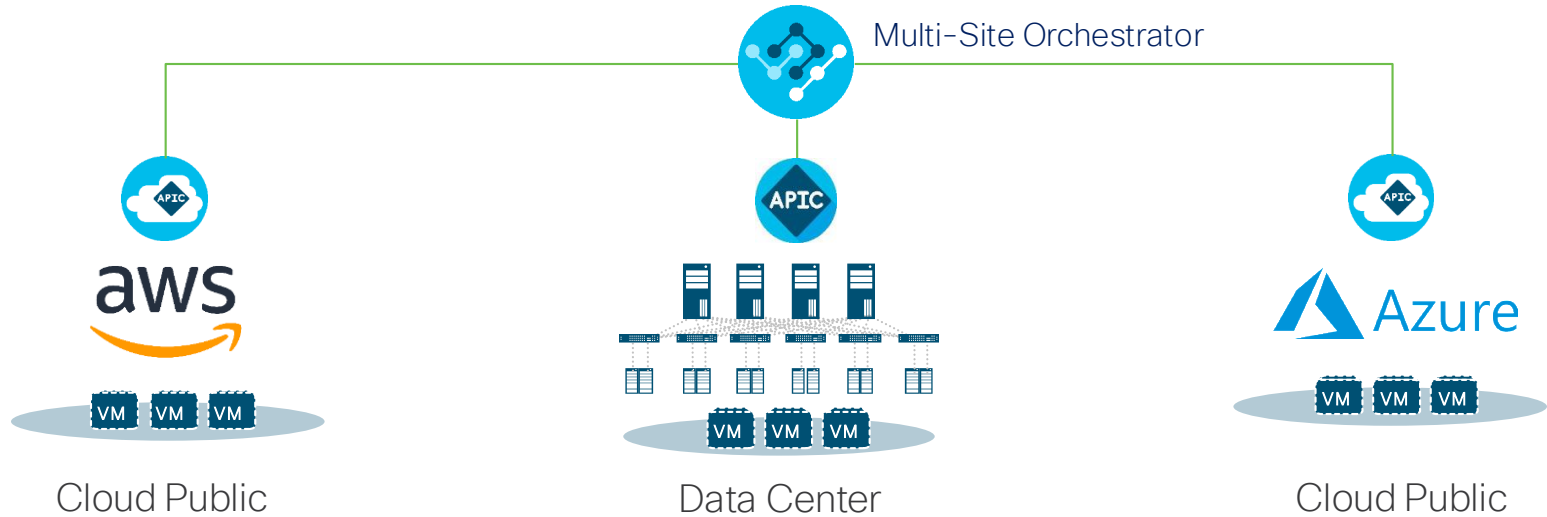 Multi-Site Orchestrator
APIC
APIC
APIC
aws
Azure
VM VM VM
VM VM VM
VM VM VM
Cloud Public
Data Center
Cloud Public